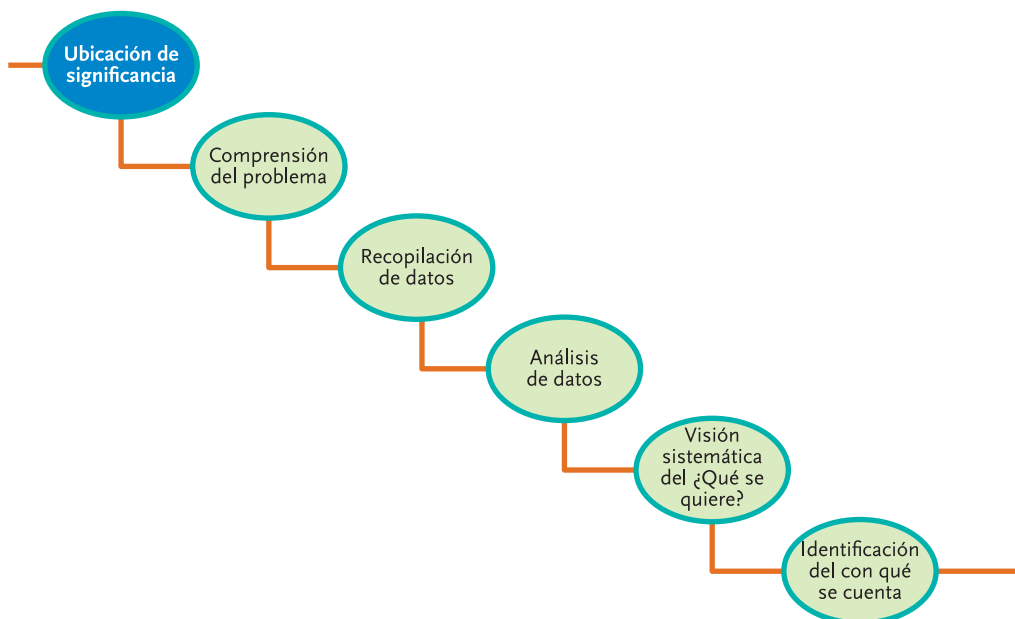 Ubicación de
significancia
Comprensión
del problema
Recopilación
de datos
Análisis
de datos
Visión
sistemática
del ¿Qué se
quiere?
Identificación
del con qué
se cuenta